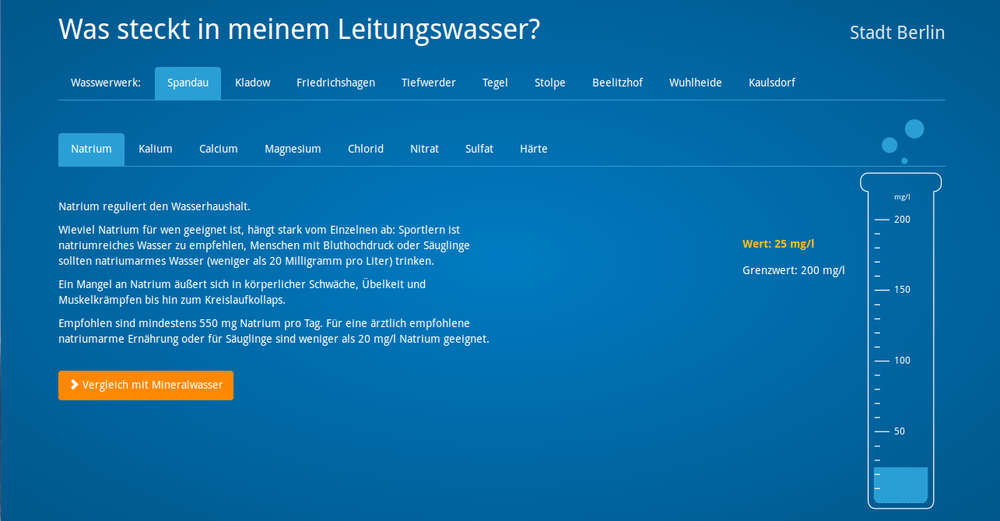 Was steckt in meinem Leitungswasser?
Stadt Berlin
Wasswerwerk: Spandau Kladow Friedrichshagen Tiefwerder Tegel Stolpe Beelitzhof Wuhlheide Kaulsdorf
Natrium Kalium Calcium Magnesium Chlorid Nitrat Sulfat Härte
Natrium reguliert den Wasserhaushalt.
Wieviel Natrium für wen geeignet ist, hängt stark vom Einzelnen ab: Sportlern ist
natriumreiches Wasser zu empfehlen, Menschen mit Bluthochdruck oder Säuglinge
sollten natriumarmes Wasser (weniger als 20 Milligramm pro Liter) trinken.
Ein Mangel an Natrium äußert sich in körperlicher Schwäche, Übelkeit und
Muskelkrämpfen bis hin zum Kreislaufkollaps.
Empfohlen sind mindestens 550 mg Natrium pro Tag. Für eine ärztlich empfohlene
natriumarme Ernährung oder für Säuglinge sind weniger als 20 mg/l Natrium geeignet.
Vergleich mit Mineralwasser
Wert: 25 mg/l
Grenzwert: 200 mg/l
mg/l
200
150
100
50